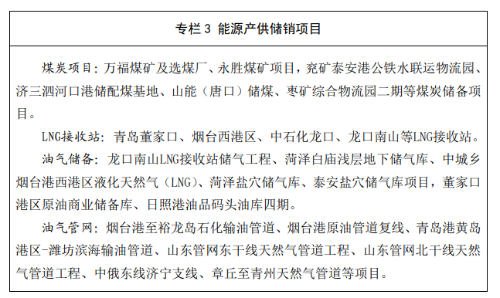 专栏 3 能源产供储销项目
煤炭项目：万福煤矿及选煤厂、永胜煤矿项目，兖矿泰安港公铁水联运物流园、
济三泗河口港储配煤基地、山能（唐口）储煤、枣矿综合物流园二期等煤炭储备项
目。
LNG接收站：青岛董家口、烟台西港区、中石化龙口、龙口南山等LNG接收站。
油气储备：龙口南山LNG接收站储气工程、菏泽白庙浅层地下储气库、中城乡
烟台港西港区液化天然气（LNG）、菏泽盐穴储气库、泰安盐穴储气库项目，董家口
港区原油商业储备库、日照港油品码头油库四期。
油气管网：烟台港至裕龙岛石化输油管道、烟台港原油管道复线、青岛港黄岛
港区-潍坊滨海输油管道、山东管网东干线天然气管道工程、山东管网北干线天然
气管道工程、中俄东线济宁支线、章丘至青州天然气管道等项目。